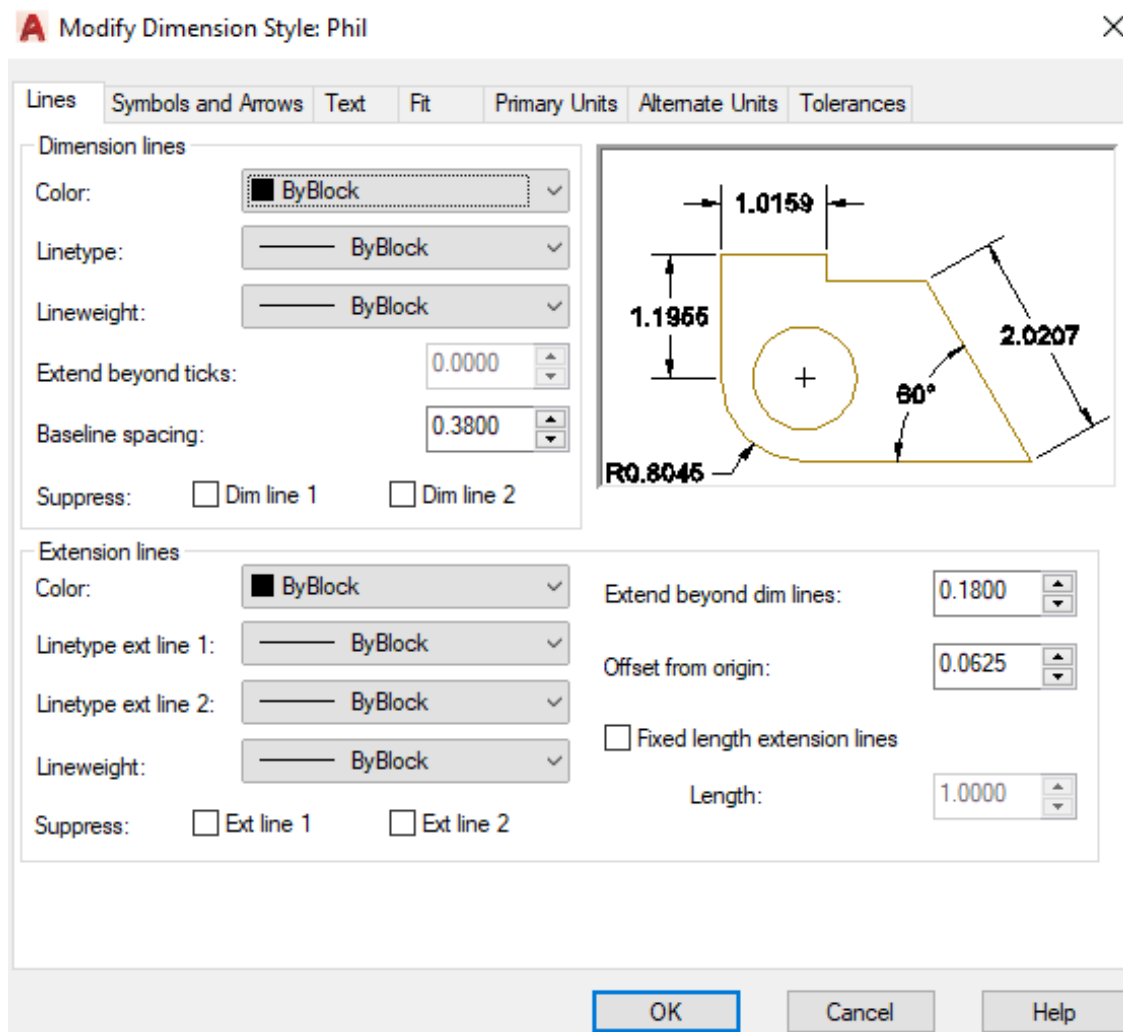 Modify Dimension Style: Phil
Lines Symbols and Arrows Text Fit Primary Units Alternate Units Tolerances
Dimension lines
Color: ByBlock
Linetype: ByBlock
Lineweight: ByBlock
Extend beyond ticks: 0.0000
Baseline spacing: 0.3800
Suppress: Dim line 1 Dim line 2
1.0159
1.1955
2.0207
60°
R0.8045
Extension lines
Color: ByBlock
Linetype ext line 1: ByBlock
Linetype ext line 2: ByBlock
Lineweight: ByBlock
Suppress: Ext line 1 Ext line 2
Extend beyond dim lines: 0.1800
Offset from origin: 0.0625
Fixed length extension lines
Length: 1.0000
OK Cancel Help